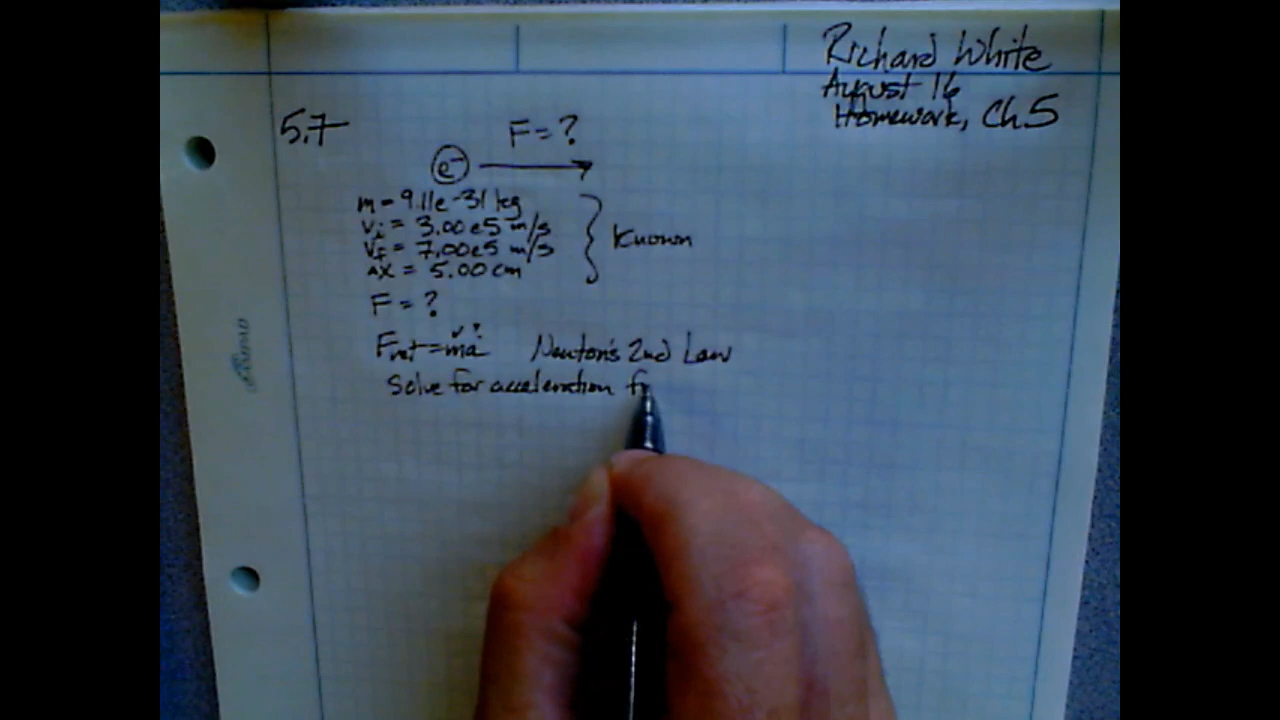 Richard White
August 16
Homework, Ch.5
5.7
F = ?
e-
m = 9.11e-31 kg
vi = 3.00e5 m/s
vf = 7.00e5 m/s
Δx = 5.00 cm
Known
F = ?
Fnet = ma Newton's 2nd Law
Solve for acceleration f